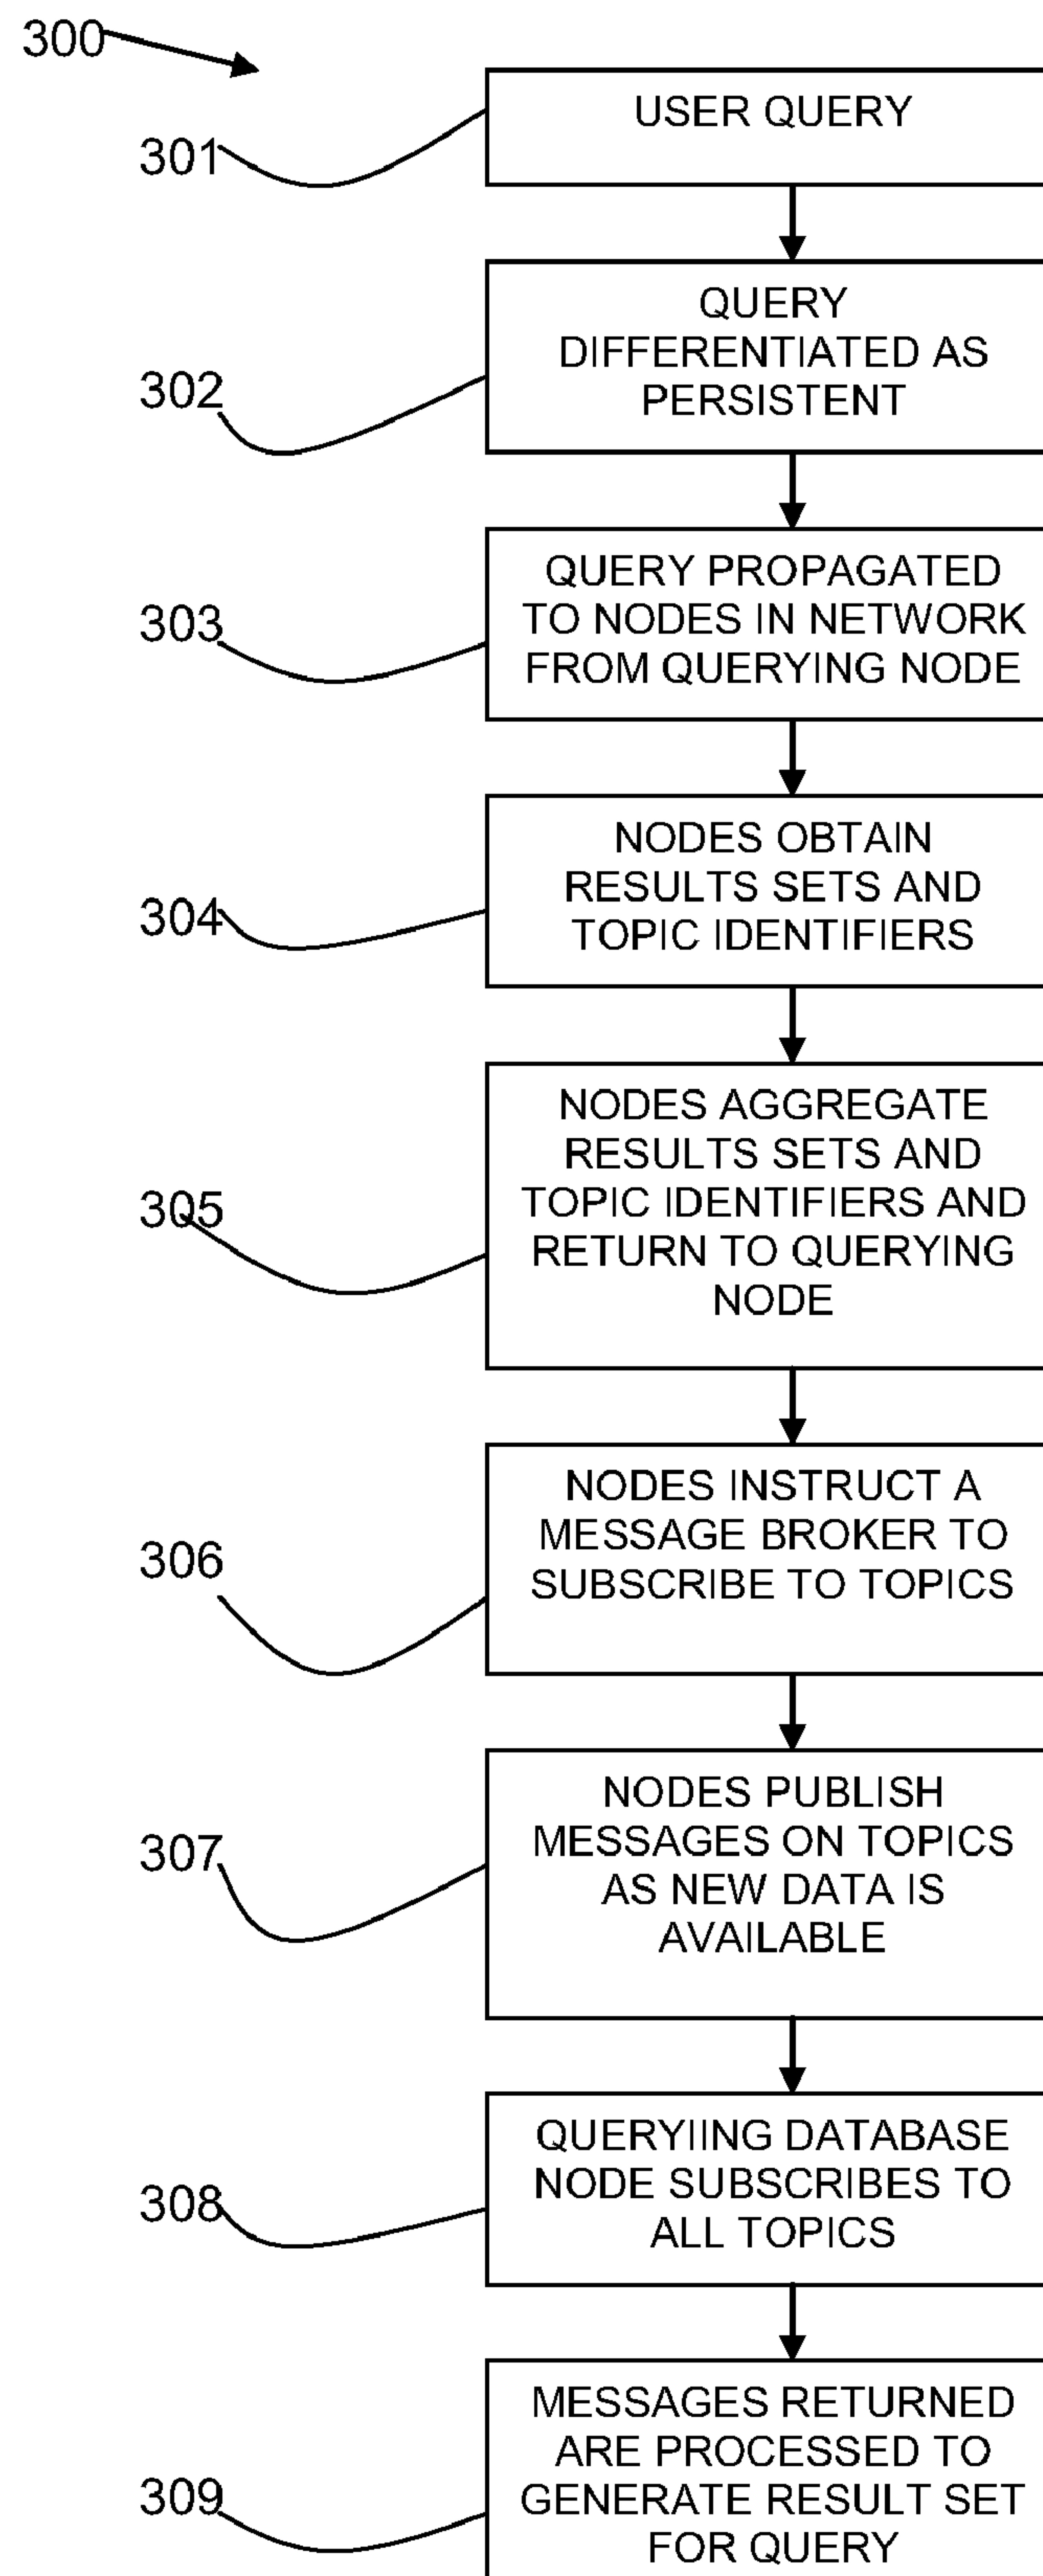 300
301
USER QUERY
302
QUERY
DIFFERENTIATED AS
PERSISTENT
303
QUERY PROPAGATED
TO NODES IN NETWORK
FROM QUERYING NODE
304
NODES OBTAIN
RESULTS SETS AND
TOPIC IDENTIFIERS
305
NODES AGGREGATE
RESULTS SETS AND
TOPIC IDENTIFIERS AND
RETURN TO QUERYING
NODE
306
NODES INSTRUCT A
MESSAGE BROKER TO
SUBSCRIBE TO TOPICS
307
NODES PUBLISH
MESSAGES ON TOPICS
AS NEW DATA IS
AVAILABLE
308
QUERYIING DATABASE
NODE SUBSCRIBES TO
ALL TOPICS
309
MESSAGES RETURNED
ARE PROCESSED TO
GENERATE RESULT SET
FOR QUERY